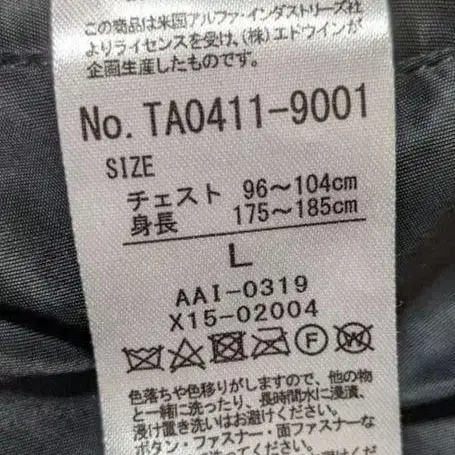 この商品は米国アルファ・インダストリーズ社
よりライセンスを受け、(株)エドウインが
企画生産したものです。
No. TA0411-9001
SIZE
チェスト 96～104cm
身長 175～185cm
L
AAI-0319
X15-02004
F W
色落ちや色移りがしますので、他の物
と一緒に洗ったり、長時間水に浸漬、
浸け置き洗いはお避けください。
ボタン・ファスナー・面ファスナーな